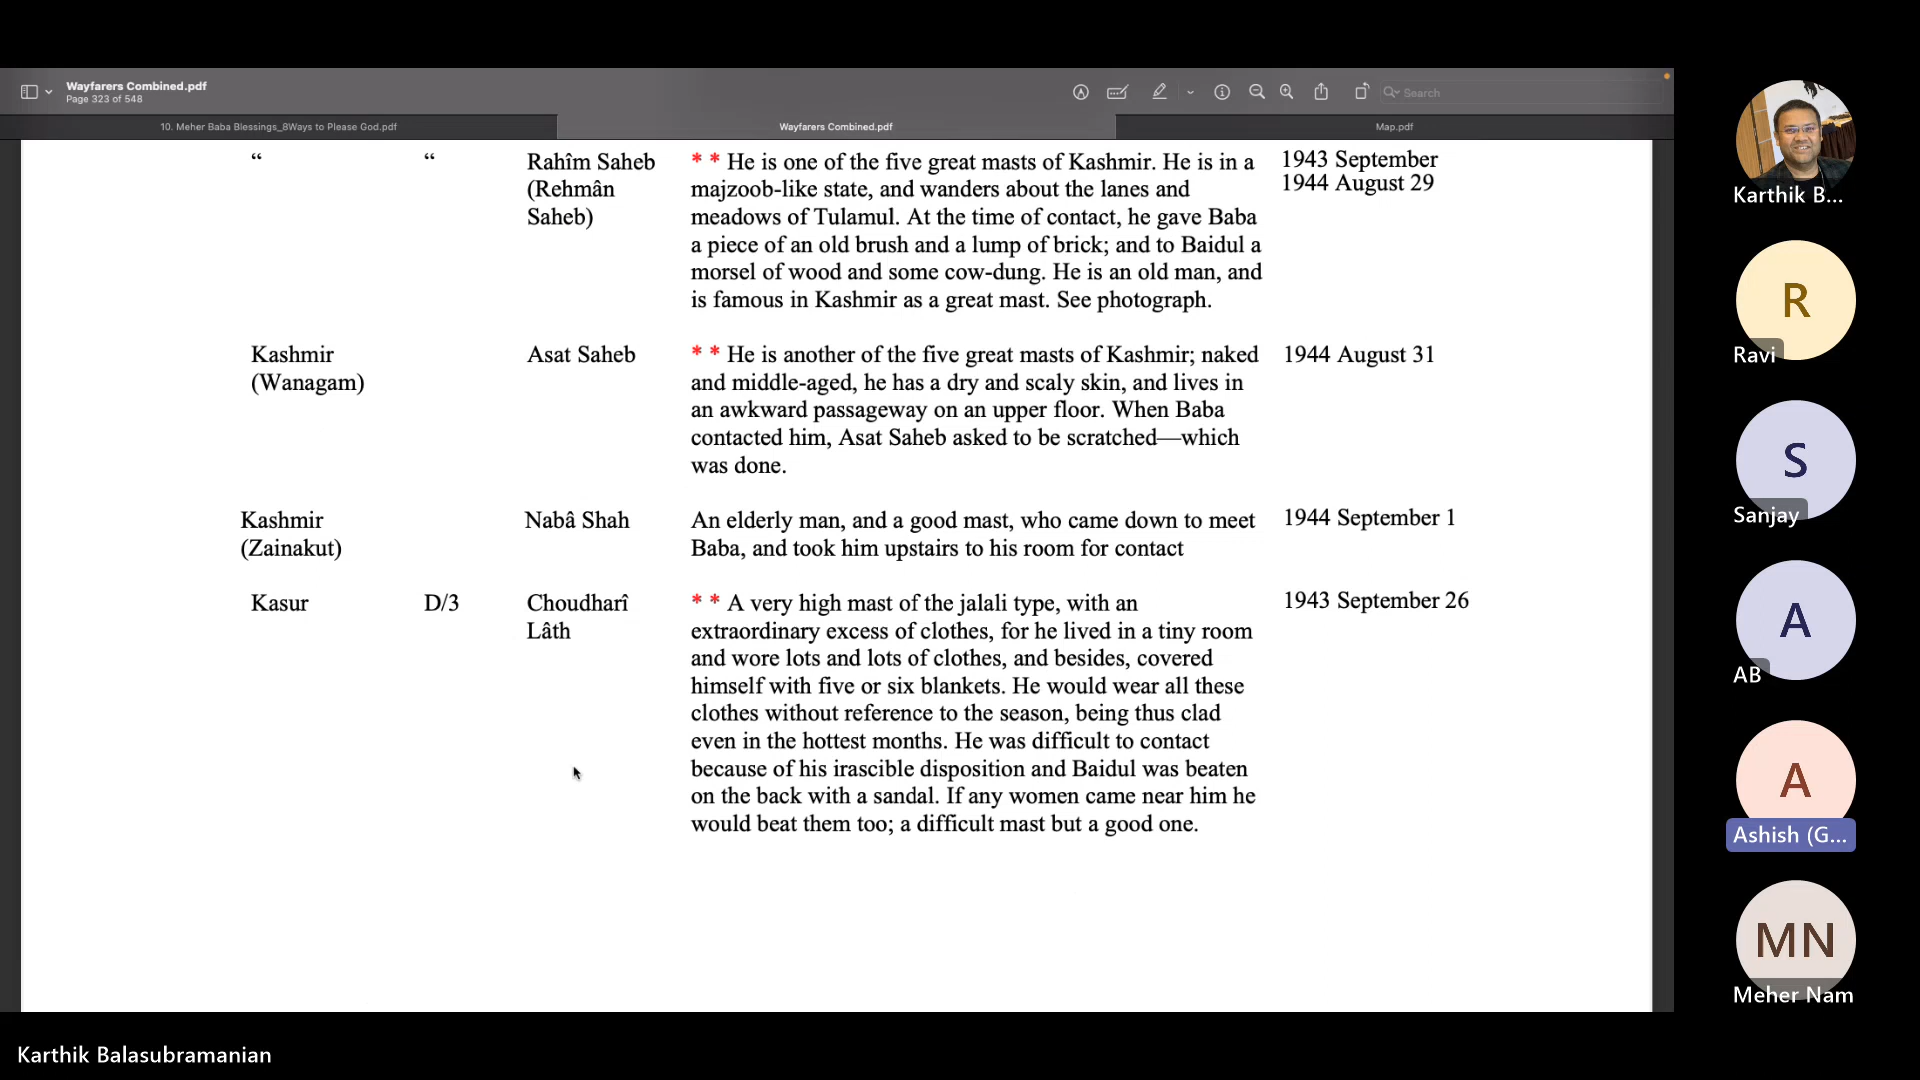 Wayfarers Combined.pdf
Page 323 of 548
Search
10. Meher Baba Blessings_8Ways to Please God.pdf
Wayfarers Combined.pdf
Map.pdf
“ “ Rahîm Saheb * * He is one of the five great masts of Kashmir. He is in a 1943 September
(Rehmân majzoob-like state, and wanders about the lanes and 1944 August 29
Saheb) meadows of Tulamul. At the time of contact, he gave Baba
a piece of an old brush and a lump of brick; and to Baidul a
morsel of wood and some cow-dung. He is an old man, and
is famous in Kashmir as a great mast. See photograph.
Kashmir Asat Saheb * * He is another of the five great masts of Kashmir; naked 1944 August 31
(Wanagam) and middle-aged, he has a dry and scaly skin, and lives in
an awkward passageway on an upper floor. When Baba
contacted him, Asat Saheb asked to be scratched—which
was done.
Kashmir Nabâ Shah An elderly man, and a good mast, who came down to meet 1944 September 1
(Zainakut) Baba, and took him upstairs to his room for contact
Kasur D/3 Choudharî * * A very high mast of the jalali type, with an 1943 September 26
Lâth extraordinary excess of clothes, for he lived in a tiny room
and wore lots and lots of clothes, and besides, covered
himself with five or six blankets. He would wear all these
clothes without reference to the season, being thus clad
even in the hottest months. He was difficult to contact
because of his irascible disposition and Baidul was beaten
on the back with a sandal. If any women came near him he
would beat them too; a difficult mast but a good one.
Karthik B...
R
Ravi
S
Sanjay
A
AB
A
Ashish (G...
MN
Meher Nam
Karthik Balasubramanian